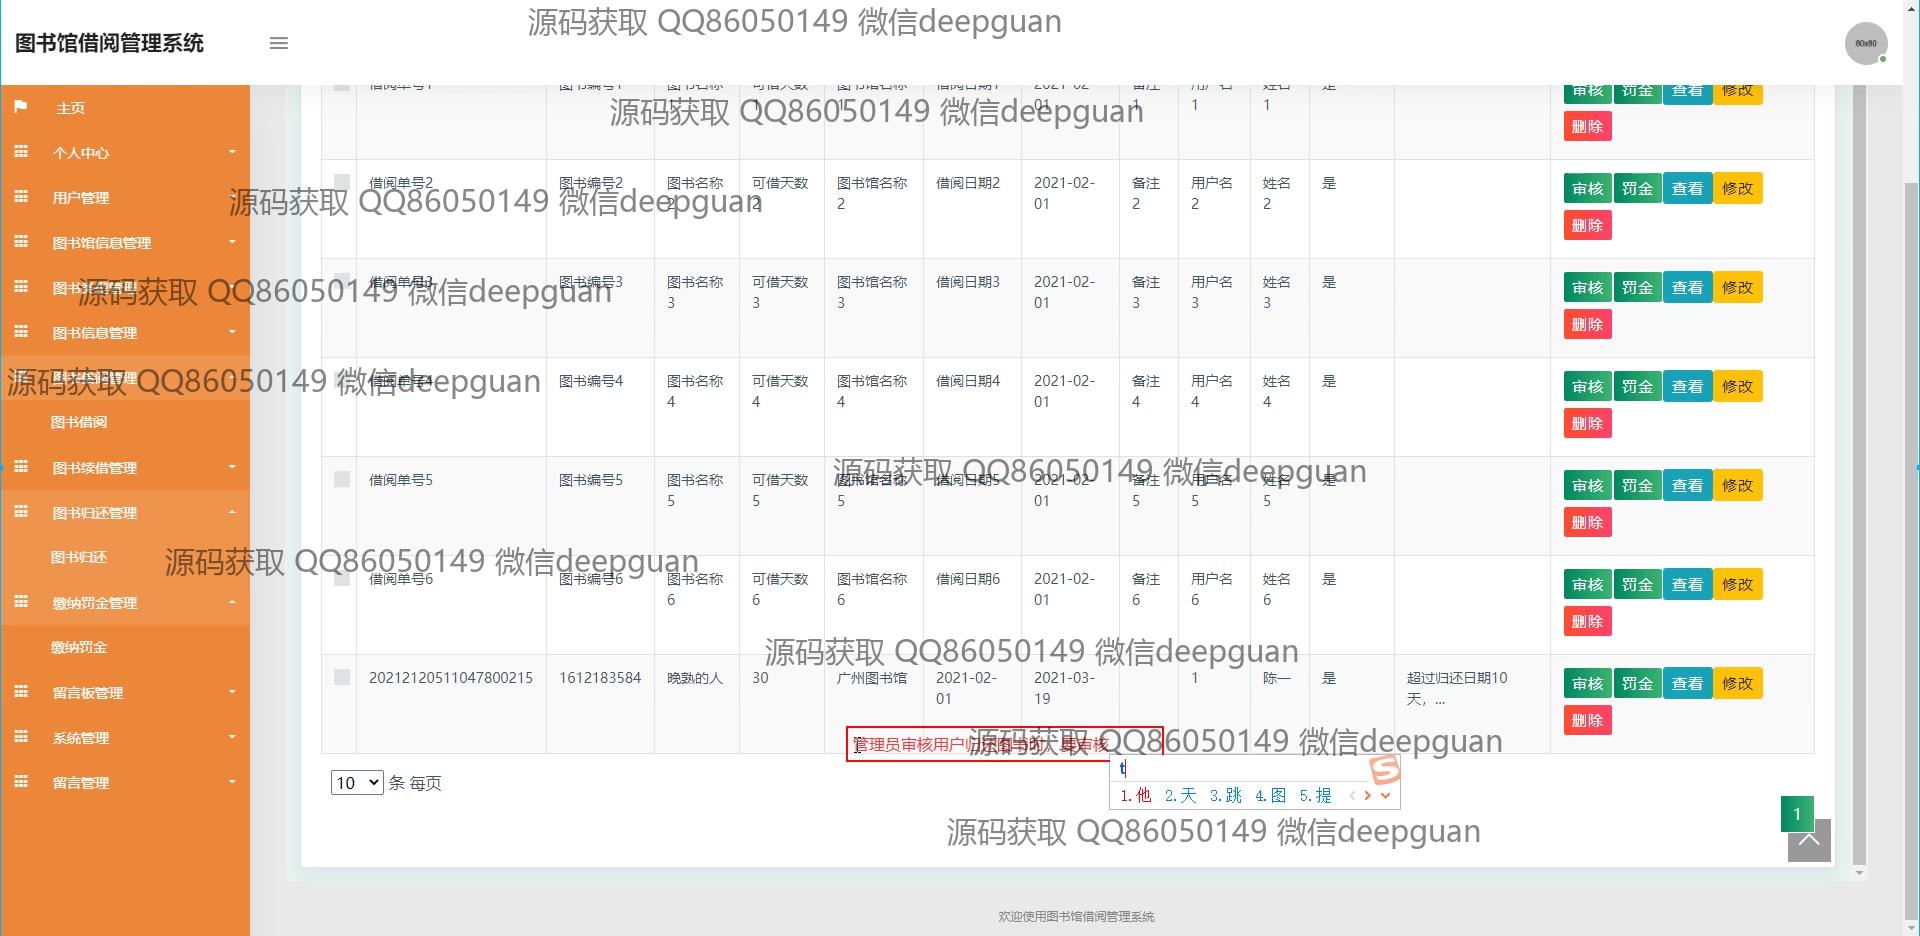 源码获取 QQ86050149 微信deepguan
图书馆借阅管理系统
60x60
主页
源码获取 QQ86050149 微信deepguan
借阅单号1 图书编号1 图书名称1 可借天数1 图书馆名称1 借阅日期1 2021-02-01 备注1 用户名1 姓名1 是 审核 罚金 查看 修改
删除
个人中心
用户管理
源码获取 QQ86050149 微信deepguan
借阅单号2 图书编号2 图书名称2 可借天数2 图书馆名称2 借阅日期2 2021-02-01 备注2 用户名2 姓名2 是 审核 罚金 查看 修改
删除
图书馆信息管理
源码获取 QQ86050149 微信deepguan
借阅单号3 图书编号3 图书名称3 可借天数3 图书馆名称3 借阅日期3 2021-02-01 备注3 用户名3 姓名3 是 审核 罚金 查看 修改
删除
图书信息管理
源码获取 QQ86050149 微信deepguan
借阅单号4 图书编号4 图书名称4 可借天数4 图书馆名称4 借阅日期4 2021-02-01 备注4 用户名4 姓名4 是 审核 罚金 查看 修改
删除
图书借阅
图书续借管理
源码获取 QQ86050149 微信deepguan
借阅单号5 图书编号5 图书名称5 可借天数5 图书馆名称5 借阅日期5 2021-02-01 备注5 用户名5 姓名5 是 审核 罚金 查看 修改
删除
图书归还管理
图书归还
源码获取 QQ86050149 微信deepguan
借阅单号6 图书编号6 图书名称6 可借天数6 图书馆名称6 借阅日期6 2021-02-01 备注6 用户名6 姓名6 是 审核 罚金 查看 修改
删除
缴纳罚金管理
缴纳罚金
源码获取 QQ86050149 微信deepguan
20212120511047800215 1612183584 晚熟的人 30 广州图书馆 2021-02-01 2021-03-19 1 陈一 是 超过归还日期10天，... 审核 罚金 查看 修改
删除
留言板管理
系统管理
留言管理
源码获取 QQ86050149 微信deepguan
管理员审核用户归还图书时，要审核
t
1.他 2.天 3.跳 4.图 5.提
10 条 每页
1
源码获取 QQ86050149 微信deepguan
欢迎使用图书馆借阅管理系统